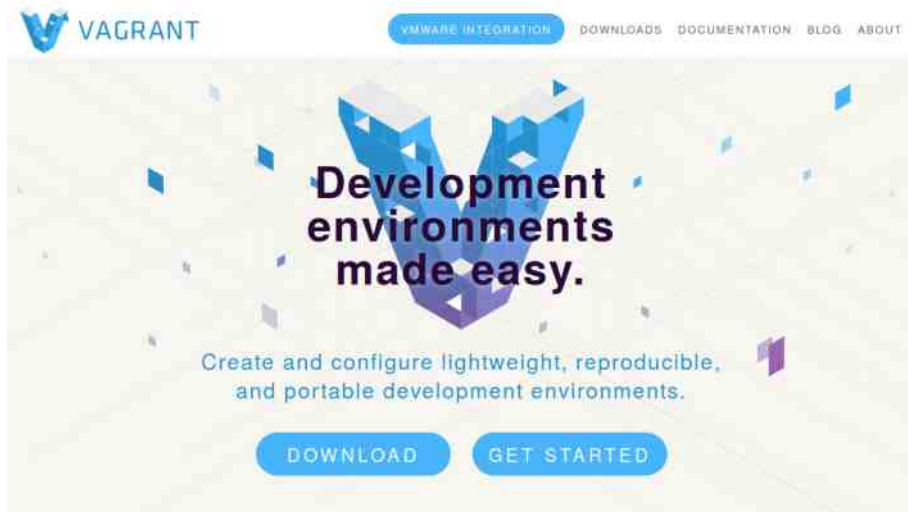 VAGRANT
VMWARE INTEGRATION DOWNLOADS DOCUMENTATION BLOG ABOUT
Development
environments
made easy.
Create and configure lightweight, reproducible,
and portable development environments.
DOWNLOAD GET STARTED